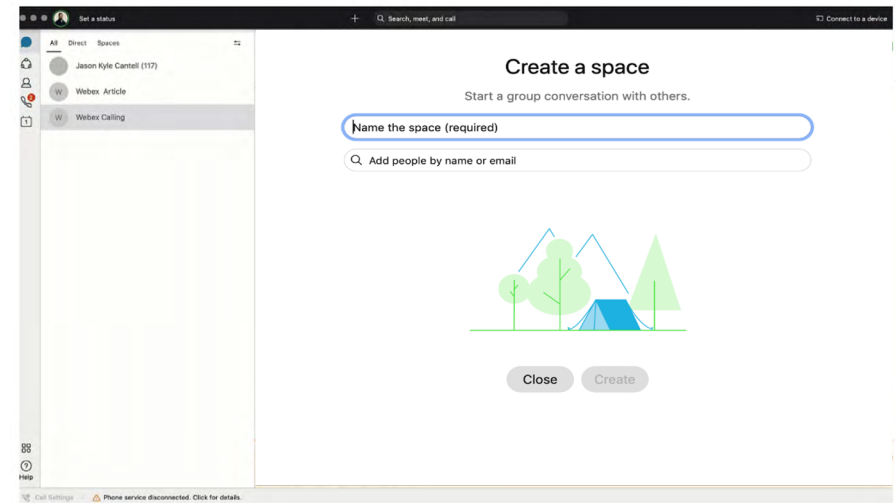 Set a status
Search, meet, and call
Connect to a device
All Direct Spaces
Jason Kyle Cantell (117)
W Webex Article
W Webex Calling
2
1
Create a space
Start a group conversation with others.
Name the space (required)
Add people by name or email
Close Create
Help
Call Settings
Phone service disconnected. Click for details.